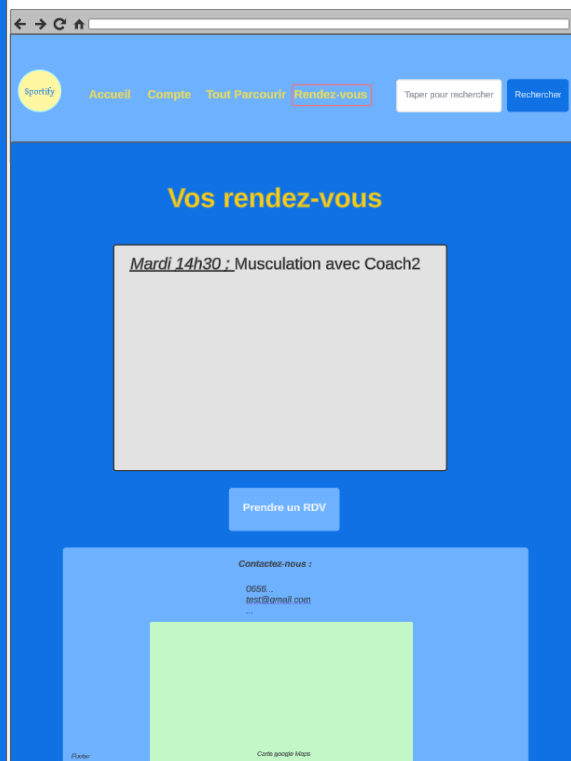 Sportify
Accueil Compte Tout Parcourir Rendez-vous
Taper pour rechercher
Rechercher
Vos rendez-vous
Mardi 14h30 : Musculation avec Coach2
Prendre un RDV
Contactez-nous :
0656...
test@gmail.com
...
Carte google Maps
Footer